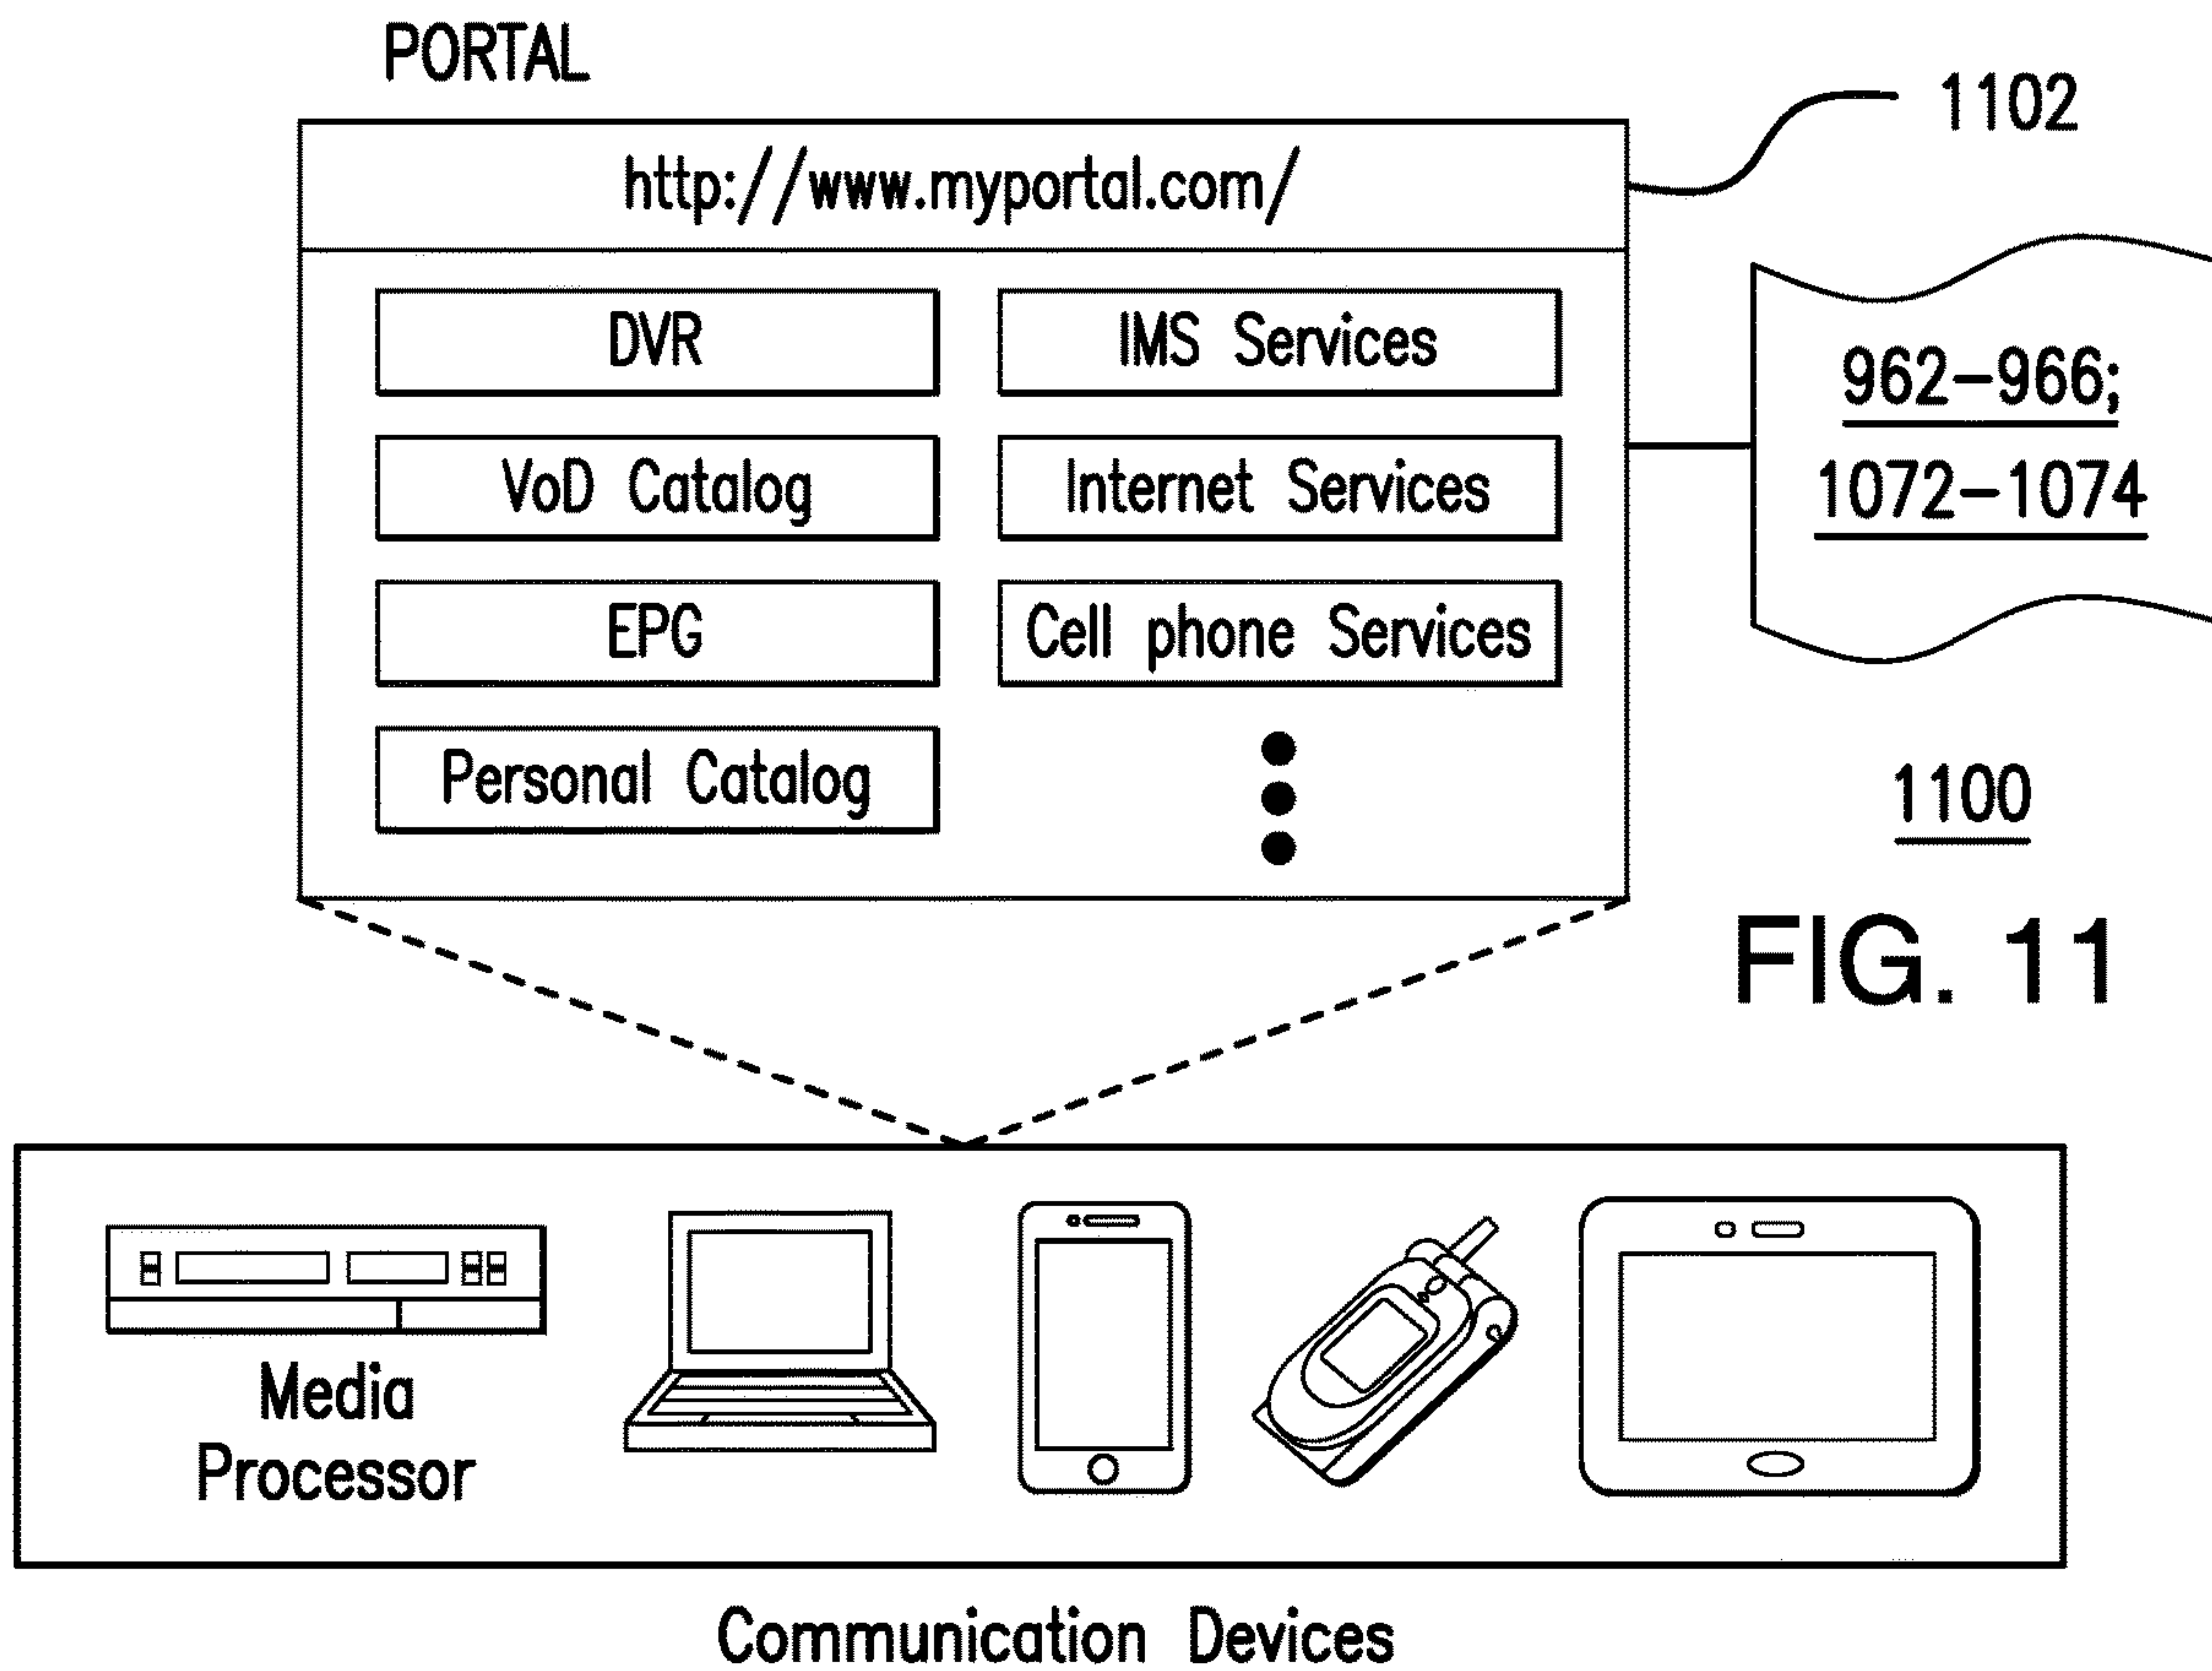 PORTAL
1102
http://www.myportal.com/
DVR
IMS Services
VoD Catalog
Internet Services
EPG
Cell phone Services
Personal Catalog
962-966;
1072-1074
1100
FIG. 11
Media
Processor
Communication Devices